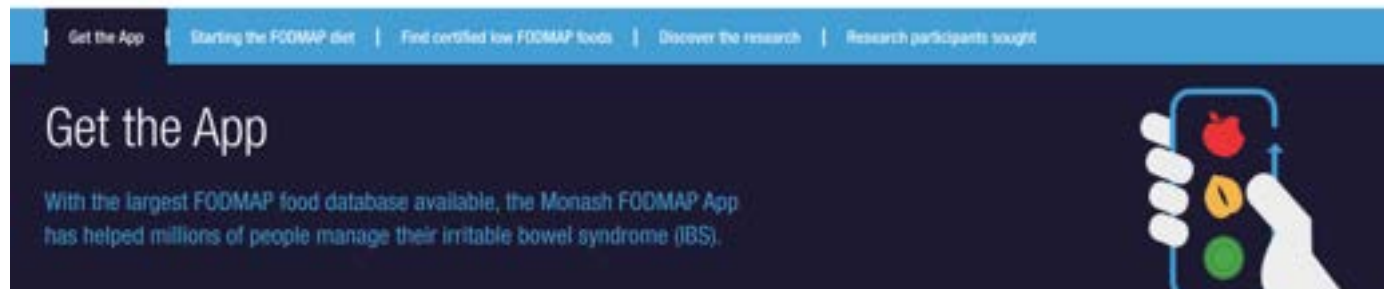 Get the App | Starting the FODMAP diet | Find certified low FODMAP foods | Discover the research | Research participants sought
Get the App
With the largest FODMAP food database available, the Monash FODMAP App
has helped millions of people manage their irritable bowel syndrome (IBS).